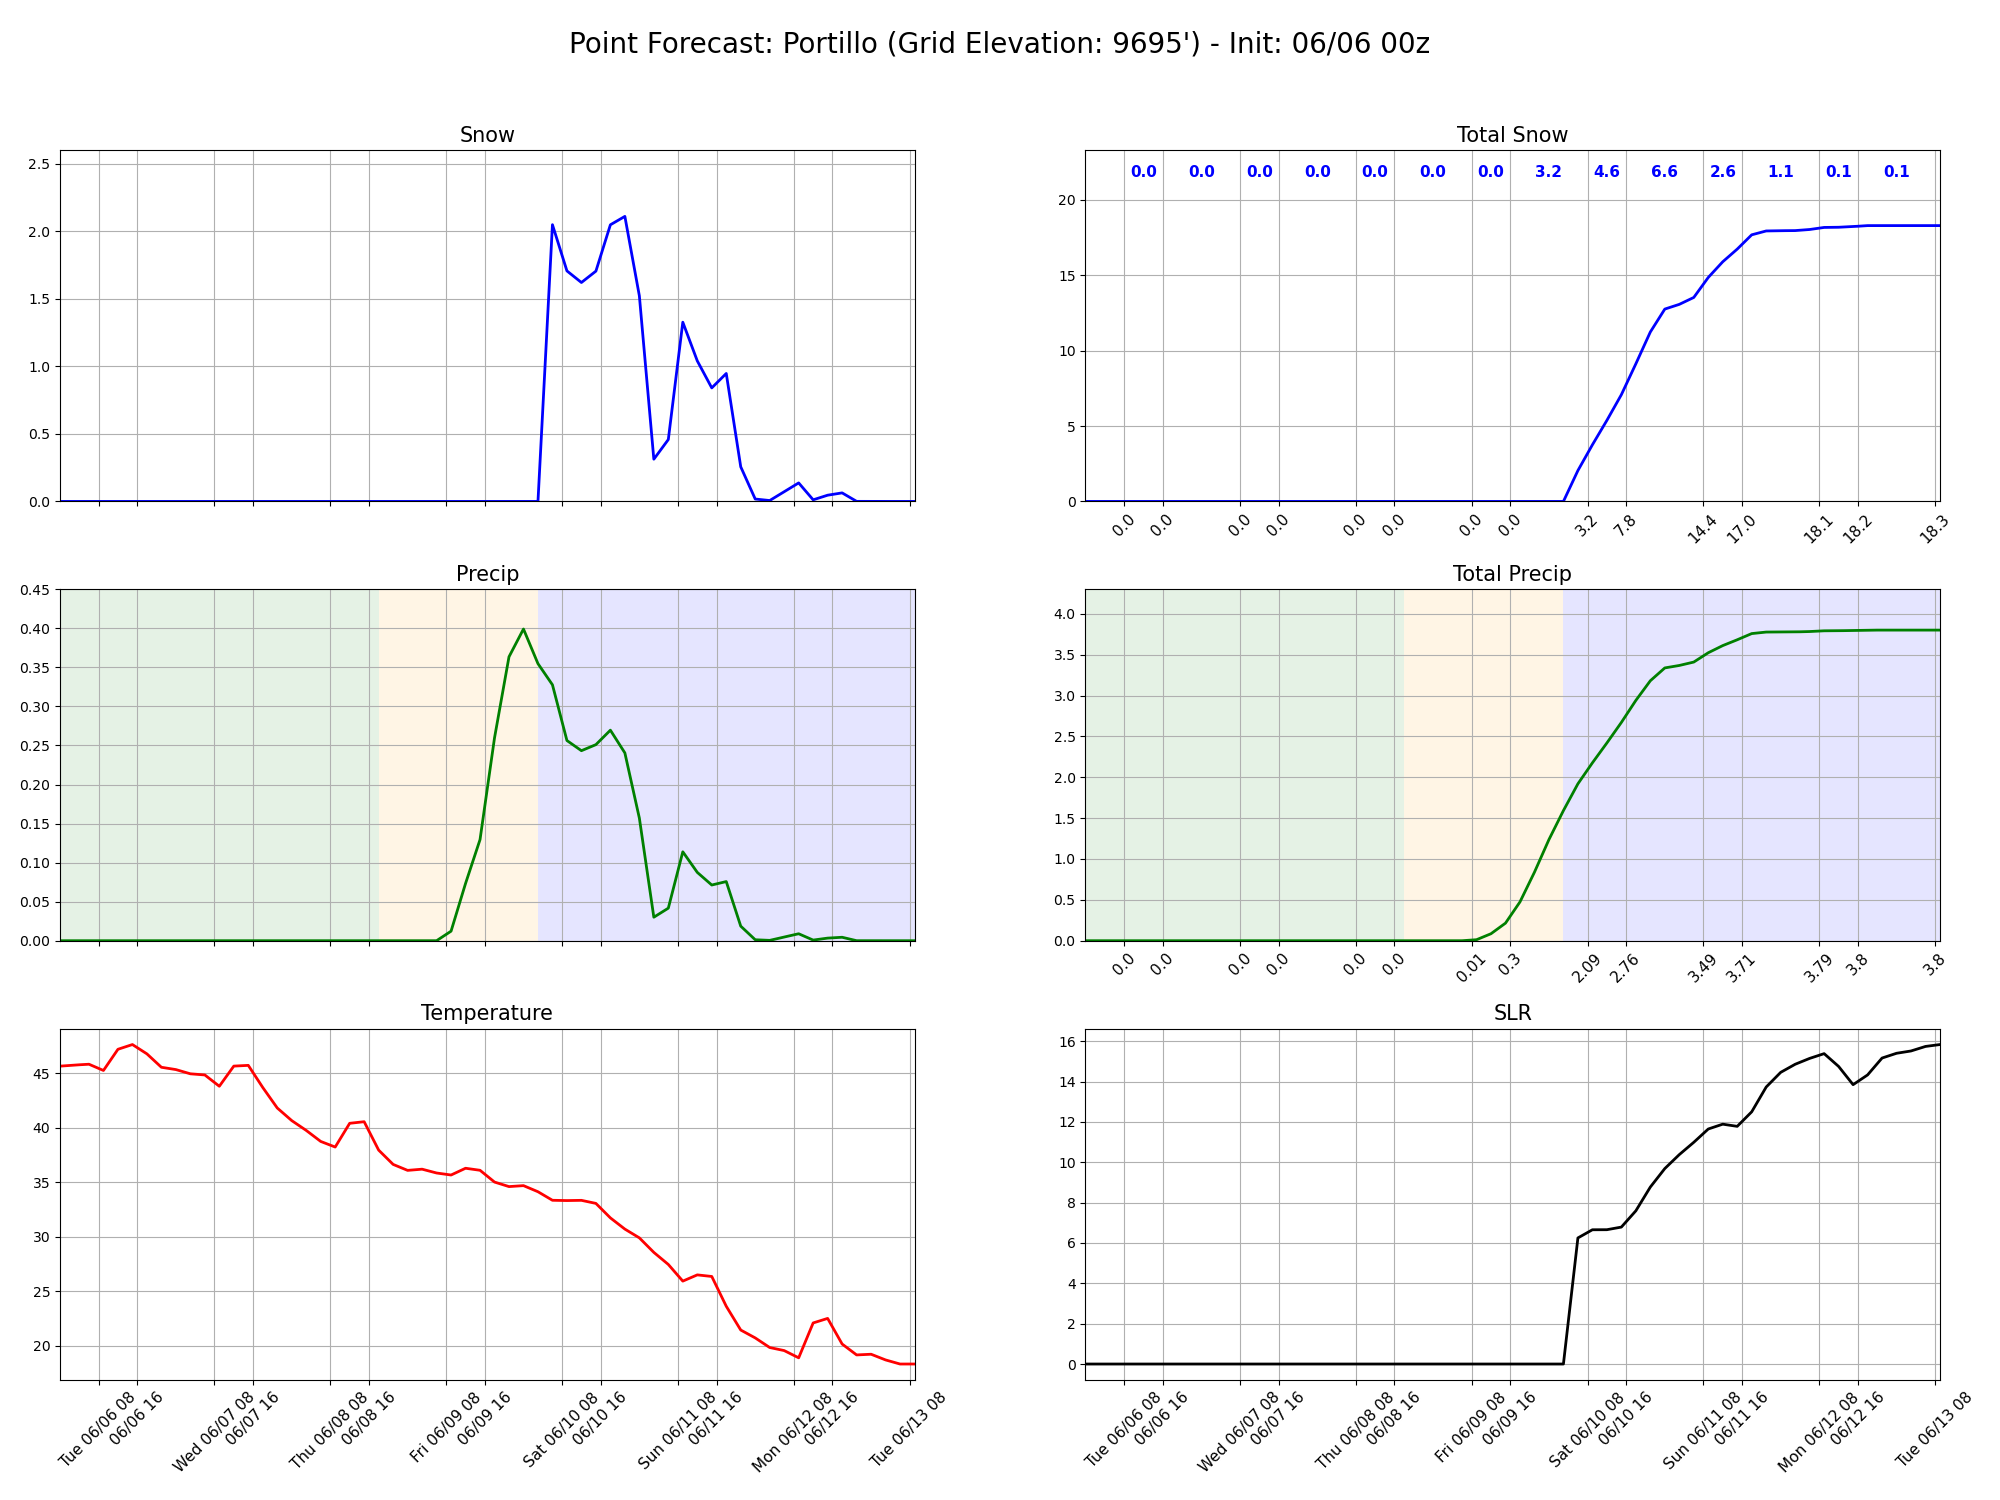 Point Forecast: Portillo (Grid Elevation: 9695') - Init: 06/06 00z
Snow
2.5
2.0
1.5
1.0
0.5
0.0
Total Snow
0.0 0.0 0.0 0.0 0.0 0.0 0.0 3.2 4.6 6.6 2.6 1.1 0.1 0.1
20
15
10
5
0
0.0 0.0 0.0 0.0 0.0 0.0 0.0 0.0 3.2 7.8 14.4 17.0 18.1 18.2 18.3
Precip
0.45
0.40
0.35
0.30
0.25
0.20
0.15
0.10
0.05
0.00
Total Precip
4.0
3.5
3.0
2.5
2.0
1.5
1.0
0.5
0.0
0.0 0.0 0.0 0.0 0.0 0.0 0.01 0.3 2.09 2.76 3.49 3.71 3.79 3.8 3.8
Temperature
45
40
35
30
25
20
Tue 06/06 08
06/06 16
Wed 06/07 08
06/07 16
Thu 06/08 08
06/08 16
Fri 06/09 08
06/09 16
Sat 06/10 08
06/10 16
Sun 06/11 08
06/11 16
Mon 06/12 08
06/12 16
Tue 06/13 08
SLR
16
14
12
10
8
6
4
2
0
Tue 06/06 08
06/06 16
Wed 06/07 08
06/07 16
Thu 06/08 08
06/08 16
Fri 06/09 08
06/09 16
Sat 06/10 08
06/10 16
Sun 06/11 08
06/11 16
Mon 06/12 08
06/12 16
Tue 06/13 08